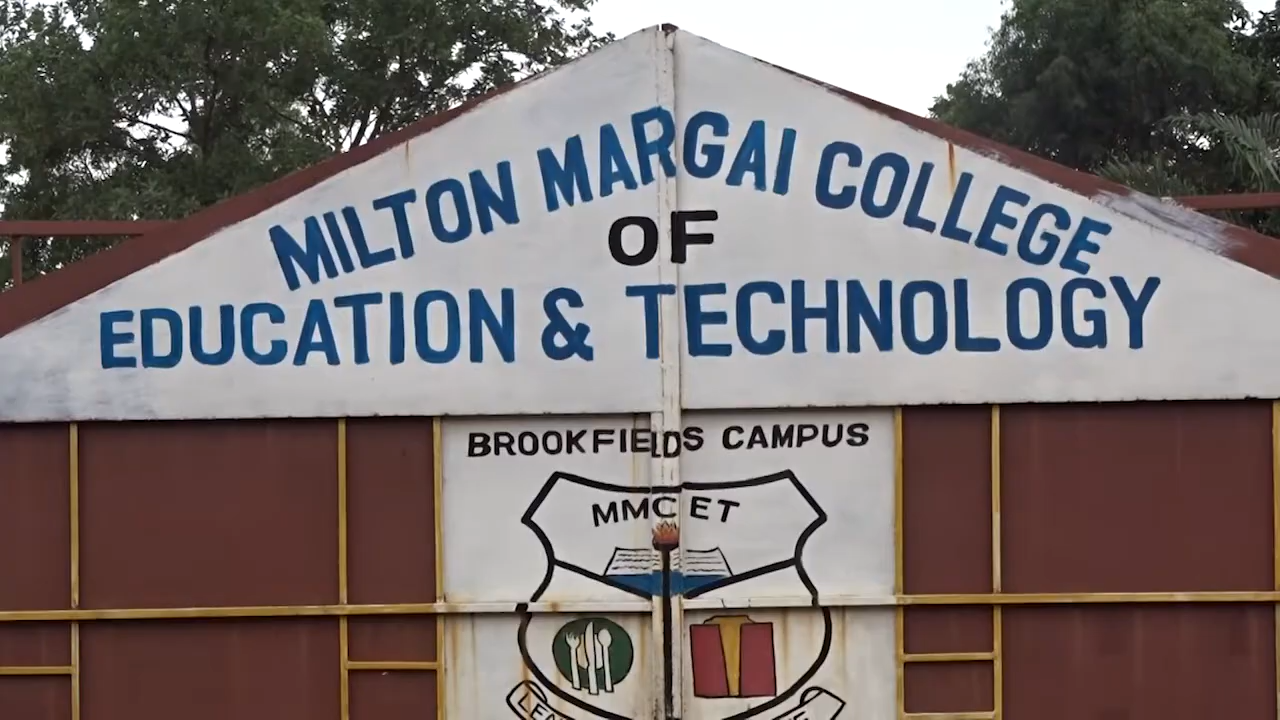 MILTON MARGAI COLLEGE
OF
EDUCATION & TECHNOLOGY
BROOKFIELDS CAMPUS
MMCET